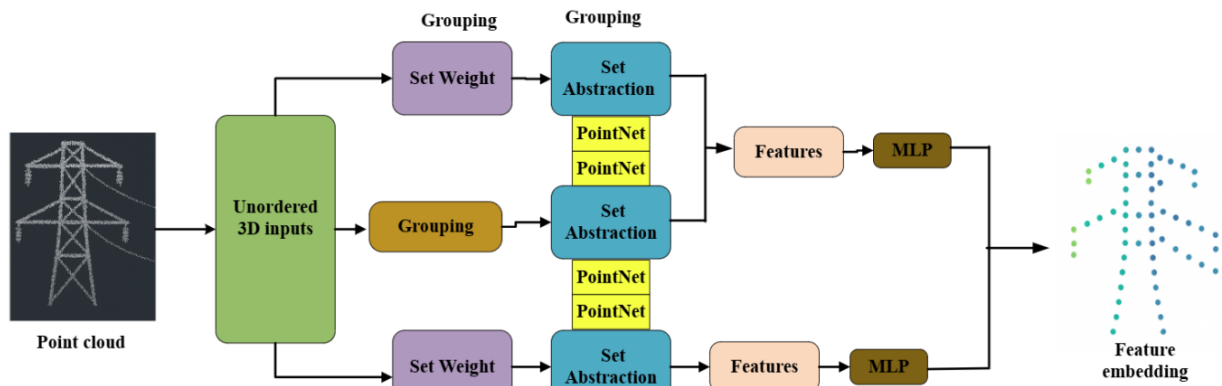 Grouping
Grouping
Set Weight
Set
Abstraction
PointNet
PointNet
Features
MLP
Unordered
3D inputs
Grouping
Set
Abstraction
PointNet
PointNet
Point cloud
Set Weight
Set
Abstraction
Features
MLP
Feature
embedding